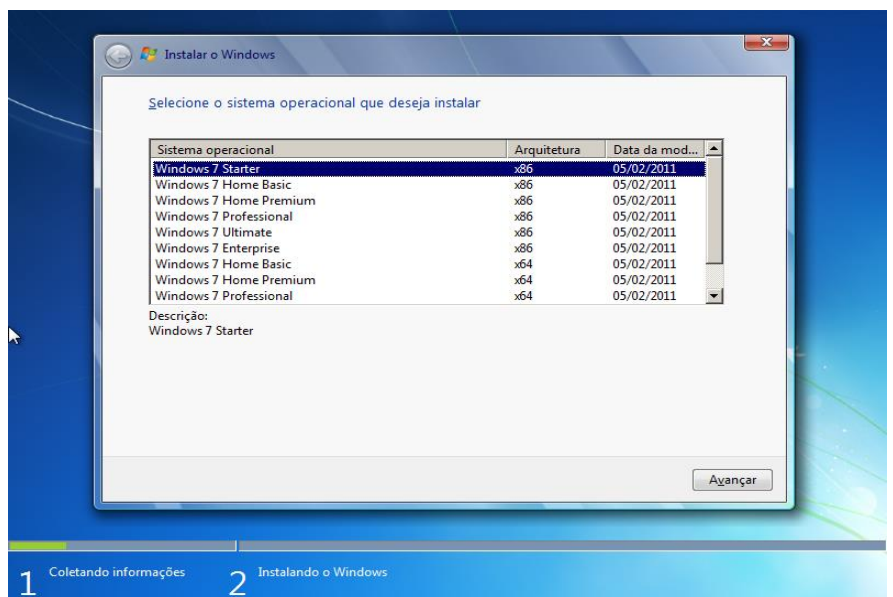 Instalar o Windows
Selecione o sistema operacional que deseja instalar
Sistema operacional Arquitetura Data da mod...
Windows 7 Starter x86 05/02/2011
Windows 7 Home Basic x86 05/02/2011
Windows 7 Home Premium x86 05/02/2011
Windows 7 Professional x86 05/02/2011
Windows 7 Ultimate x86 05/02/2011
Windows 7 Enterprise x86 05/02/2011
Windows 7 Home Basic x64 05/02/2011
Windows 7 Home Premium x64 05/02/2011
Windows 7 Professional x64 05/02/2011
Descrição:
Windows 7 Starter
Avançar
1 Coletando informações 2 Instalando o Windows